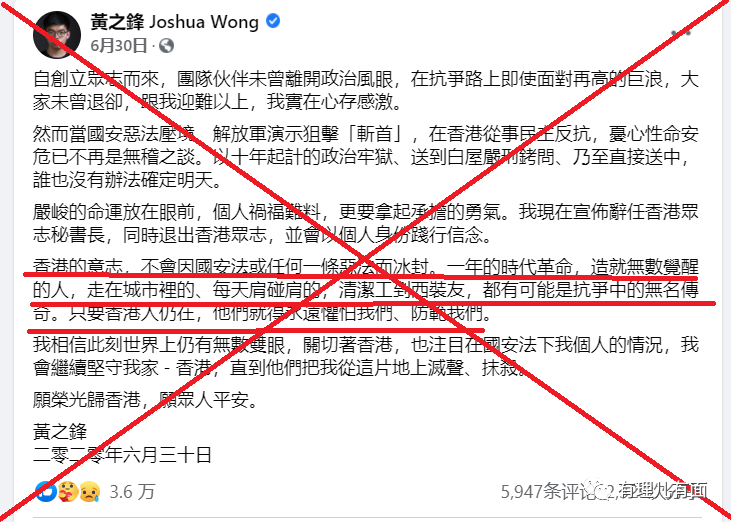 黃之鋒 Joshua Wong
6月30日
自創立眾志而來，團隊伙伴未曾離開政治風眼，在抗爭路上即使面對再高的巨浪，大
家未曾退卻，跟我迎難以上，我實在心存感激。
然而當國安惡法壓境、解放軍演示狙擊「斬首」，在香港從事民主反抗，憂心性命安
危已不再是無稽之談。以十年起計的政治牢獄、送到白屋嚴刑銬問、乃至直接送中，
誰也沒有辦法確定明天。
嚴峻的命運放在眼前，個人禍福難料，更要拿起承擔的勇氣。我現在宣佈辭任香港眾
志秘書長，同時退出香港眾志，並會以個人身份踐行信念。
香港的意志，不會因國安法或任何一條惡法而冰封。一年的時代革命，造就無數覺醒
的人，走在城市裡的、每天肩碰肩的，清潔工到西裝友，都有可能是抗爭中的無名傳
奇。只要香港人仍在，他們就得永遠懼怕我們、防範我們。
我相信此刻世界上仍有無數雙眼，關切著香港，也注目在國安法下我個人的情況，我
會繼續堅守我家 - 香港，直到他們把我從這片地上滅聲、抹殺。
願榮光歸香港，願眾人平安。
黃之鋒
二零二零年六月三十日
3.6 万
5,947条评论
有理灶有面